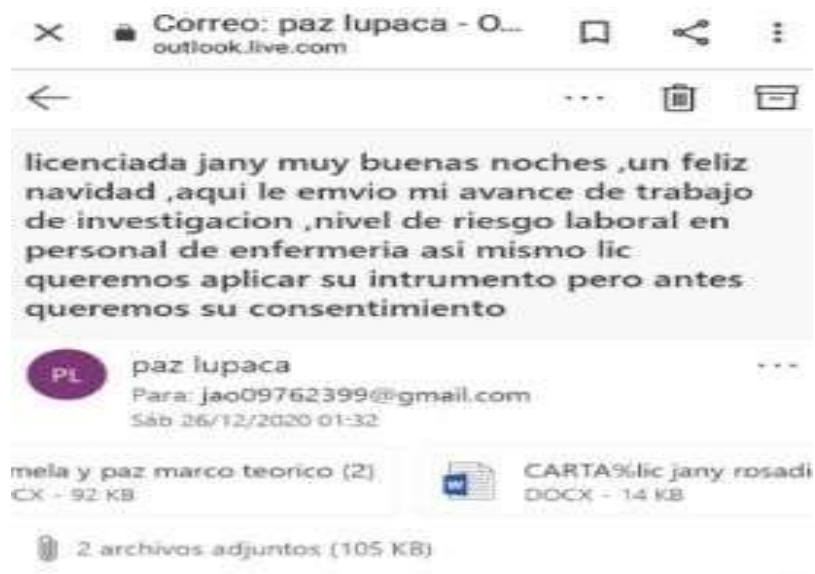 Correo: paz lupaca - O...
outlook.live.com
licenciada jany muy buenas noches ,un feliz
navidad ,aqui le emvio mi avance de trabajo
de investigacion ,nivel de riesgo laboral en
personal de enfermeria asi mismo lic
queremos aplicar su intrumento pero antes
queremos su consentimiento
PL
paz lupaca
Para: jao09762399@gmail.com
Sáb 26/12/2020 01:32
mela y paz marco teorico (2)
CX - 92 KB
CARTA%lic jany rosadi
DOCX - 14 KB
2 archivos adjuntos (105 KB)